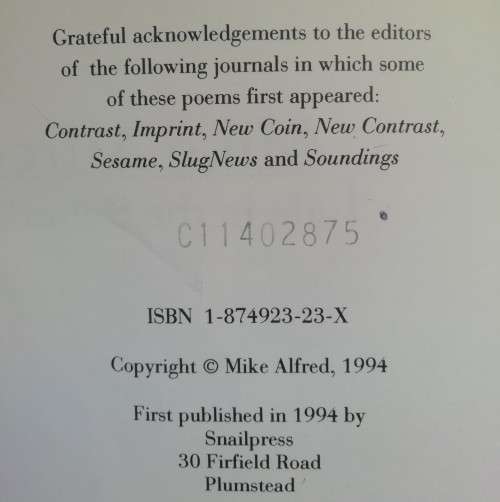 Grateful acknowledgements to the editors
of the following journals in which some
of these poems first appeared:
Contrast, Imprint, New Coin, New Contrast,
Sesame, SlugNews and Soundings
C11402875
ISBN 1-874923-23-X
Copyright © Mike Alfred, 1994
First published in 1994 by
Snailpress
30 Firfield Road
Plumstead